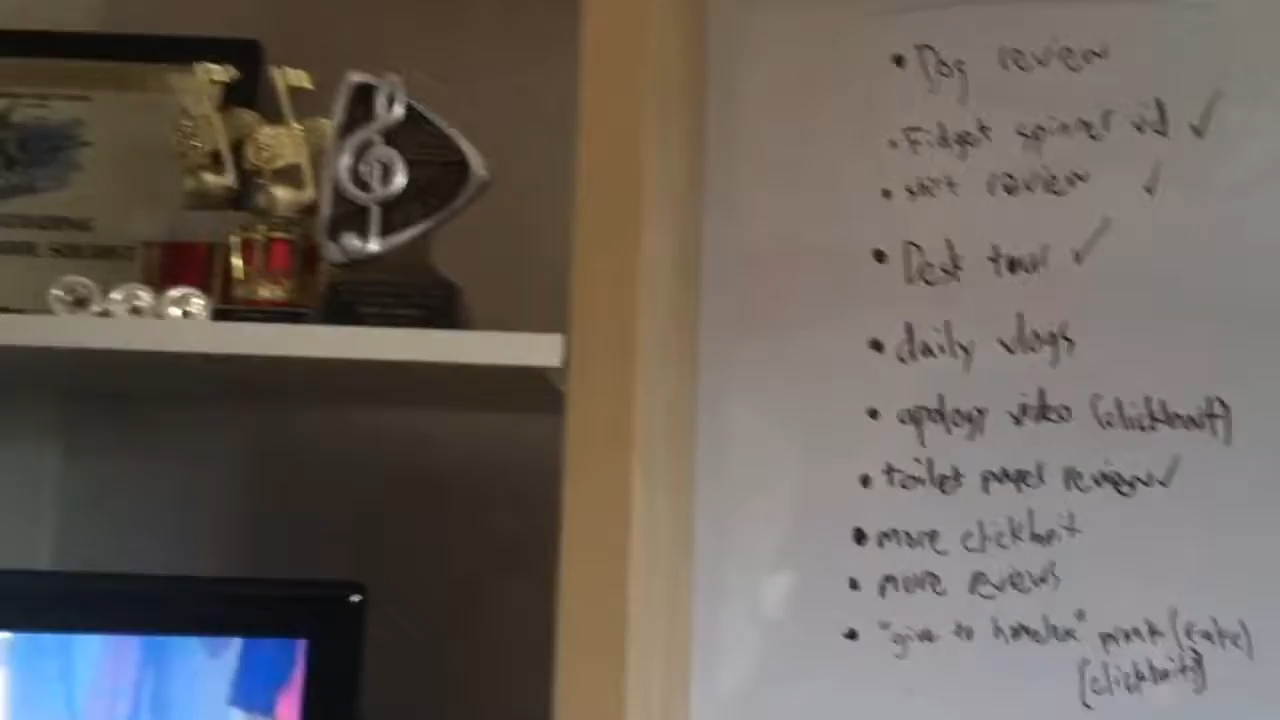 • Dog review
• Fidget spinner vid ✓
• shirt review ✓
• Desk tour ✓
• daily vlogs
• apology video (clickbait)
• toilet paper review ✓
• more clickbait
• more reviews
• "give to homeless" prank (fake)
(clickbait)